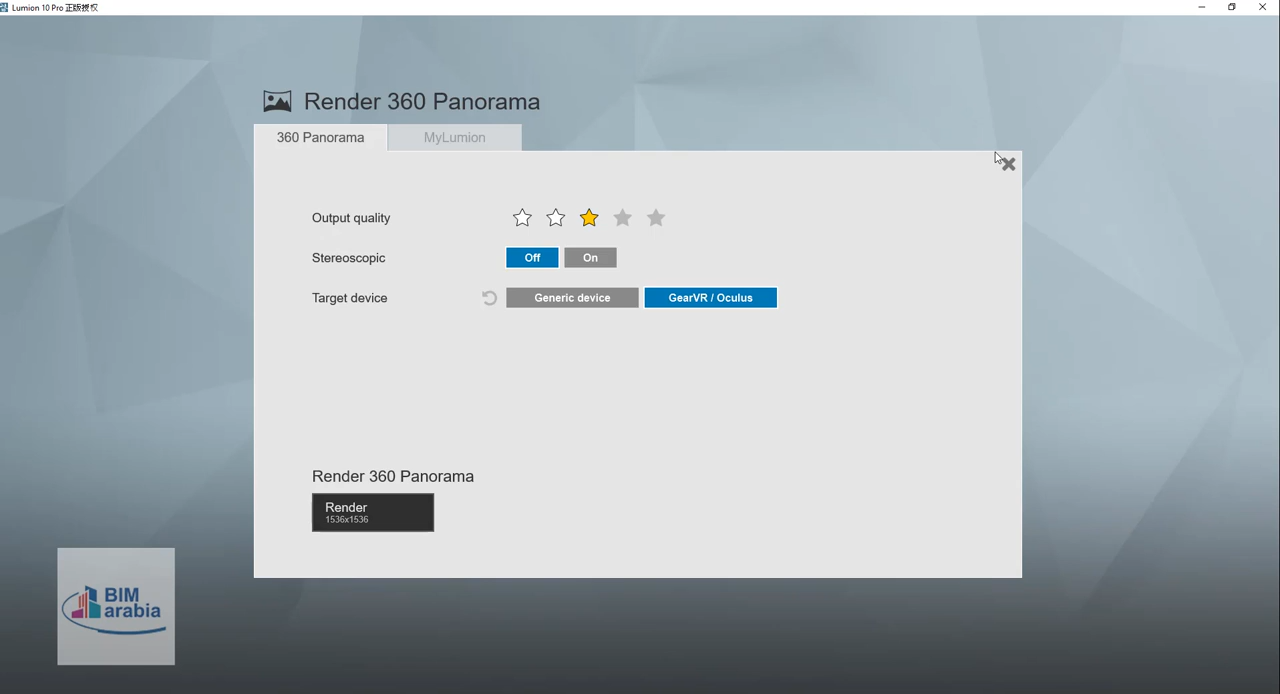 Lumion 10 Pro 正版授权
Render 360 Panorama
360 Panorama MyLumion
Output quality
Stereoscopic Off On
Target device Generic device GearVR / Oculus
Render 360 Panorama
Render
1536x1536
BIM
arabia